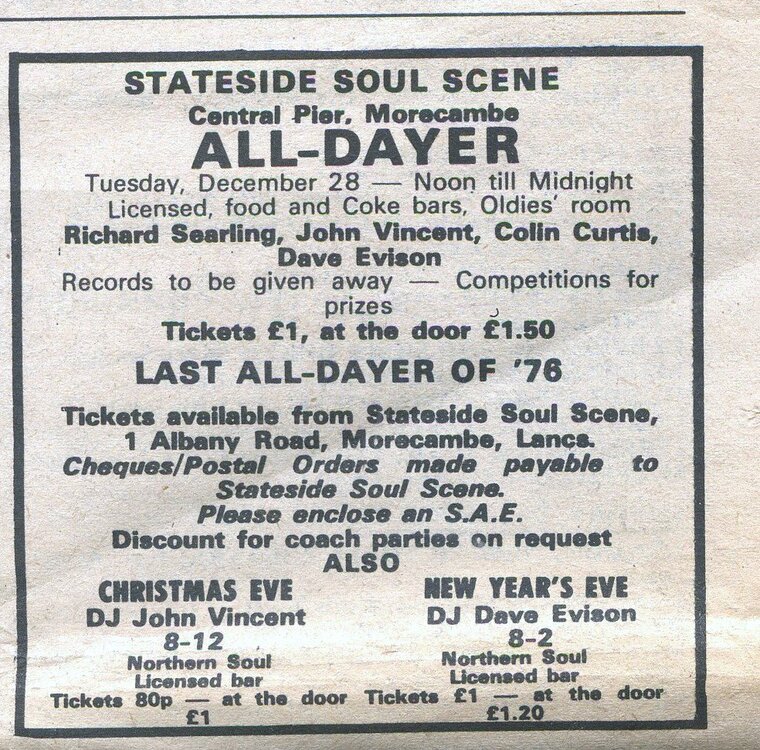 STATESIDE SOUL SCENE
Central Pier, Morecambe
ALL-DAYER
Tuesday, December 28 — Noon till Midnight
Licensed, food and Coke bars, Oldies' room
Richard Searling, John Vincent, Colin Curtis,
Dave Evison
Records to be given away — Competitions for
prizes
Tickets £1, at the door £1.50
LAST ALL-DAYER OF '76
Tickets available from Stateside Soul Scene,
1 Albany Road, Morecambe, Lancs.
Cheques/Postal Orders made payable to
Stateside Soul Scene.
Please enclose an S.A.E.
Discount for coach parties on request
ALSO
CHRISTMAS EVE
DJ John Vincent
8-12
Northern Soul
Licensed bar
Tickets 80p — at the door
£1
NEW YEAR'S EVE
DJ Dave Evison
8-2
Northern Soul
Licensed bar
Tickets £1 — at the door
£1.20